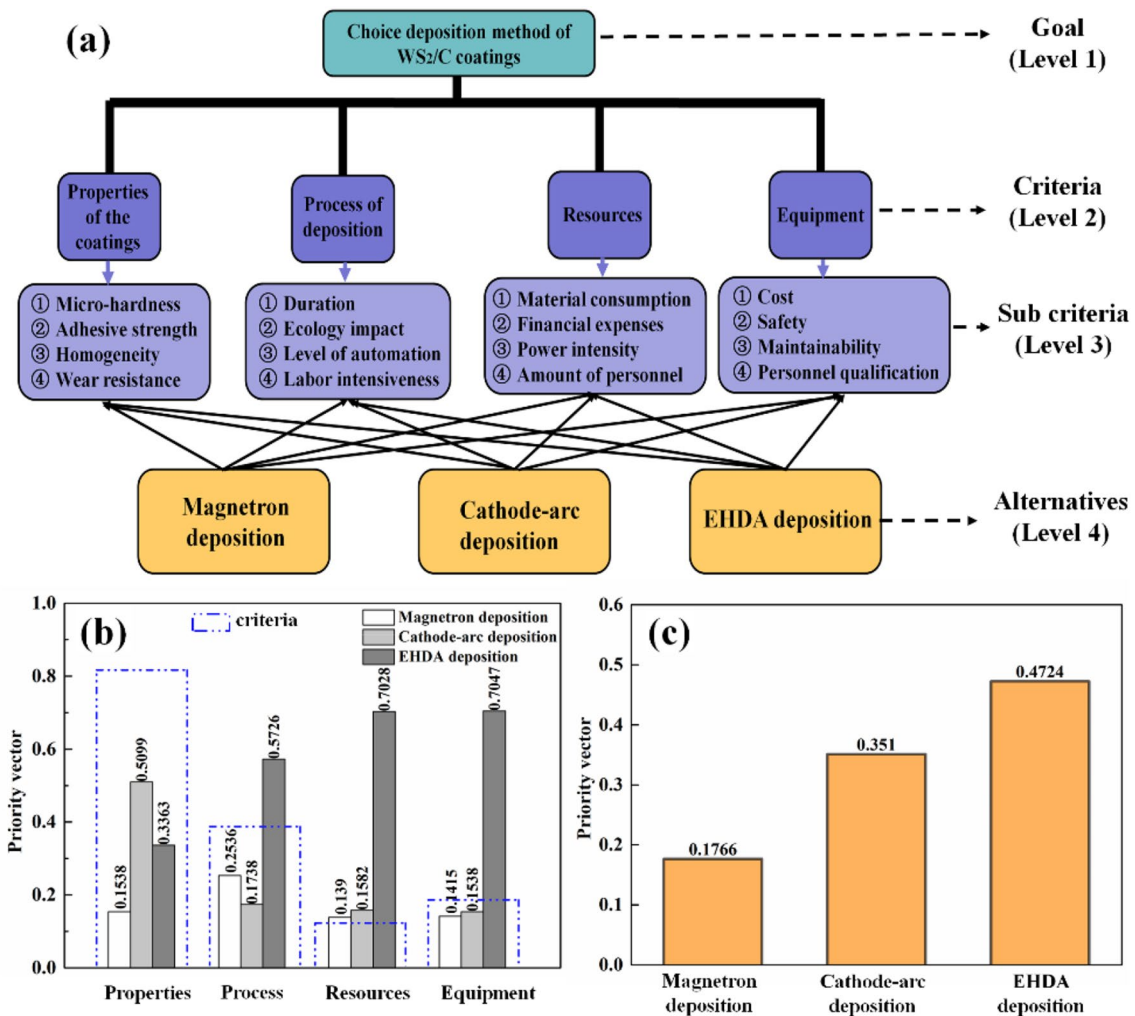 (a)
Choice deposition method of
WS₂/C coatings
Goal
(Level 1)
Properties
of the
coatings
Process of
deposition
Resources
Equipment
Criteria
(Level 2)
① Micro-hardness
② Adhesive strength
③ Homogeneity
④ Wear resistance
① Duration
② Ecology impact
③ Level of automation
④ Labor intensiveness
① Material consumption
② Financial expenses
③ Power intensity
④ Amount of personnel
① Cost
② Safety
③ Maintainability
④ Personnel qualification
Sub criteria
(Level 3)
Magnetron
deposition
Cathode-arc
deposition
EHDA deposition
Alternatives
(Level 4)
(b)
criteria
Magnetron deposition
Cathode-arc deposition
EHDA deposition
Priority vector
1.0
0.8
0.6
0.4
0.2
0.0
0.1538
0.5099
0.3363
0.2536
0.1738
0.5726
0.139
0.1582
0.7028
0.1415
0.1538
0.7047
Properties
Process
Resources
Equipment
(c)
Priority vector
0.5
0.4
0.3
0.2
0.1
0.0
0.1766
0.351
0.4724
Magnetron
deposition
Cathode-arc
deposition
EHDA
deposition